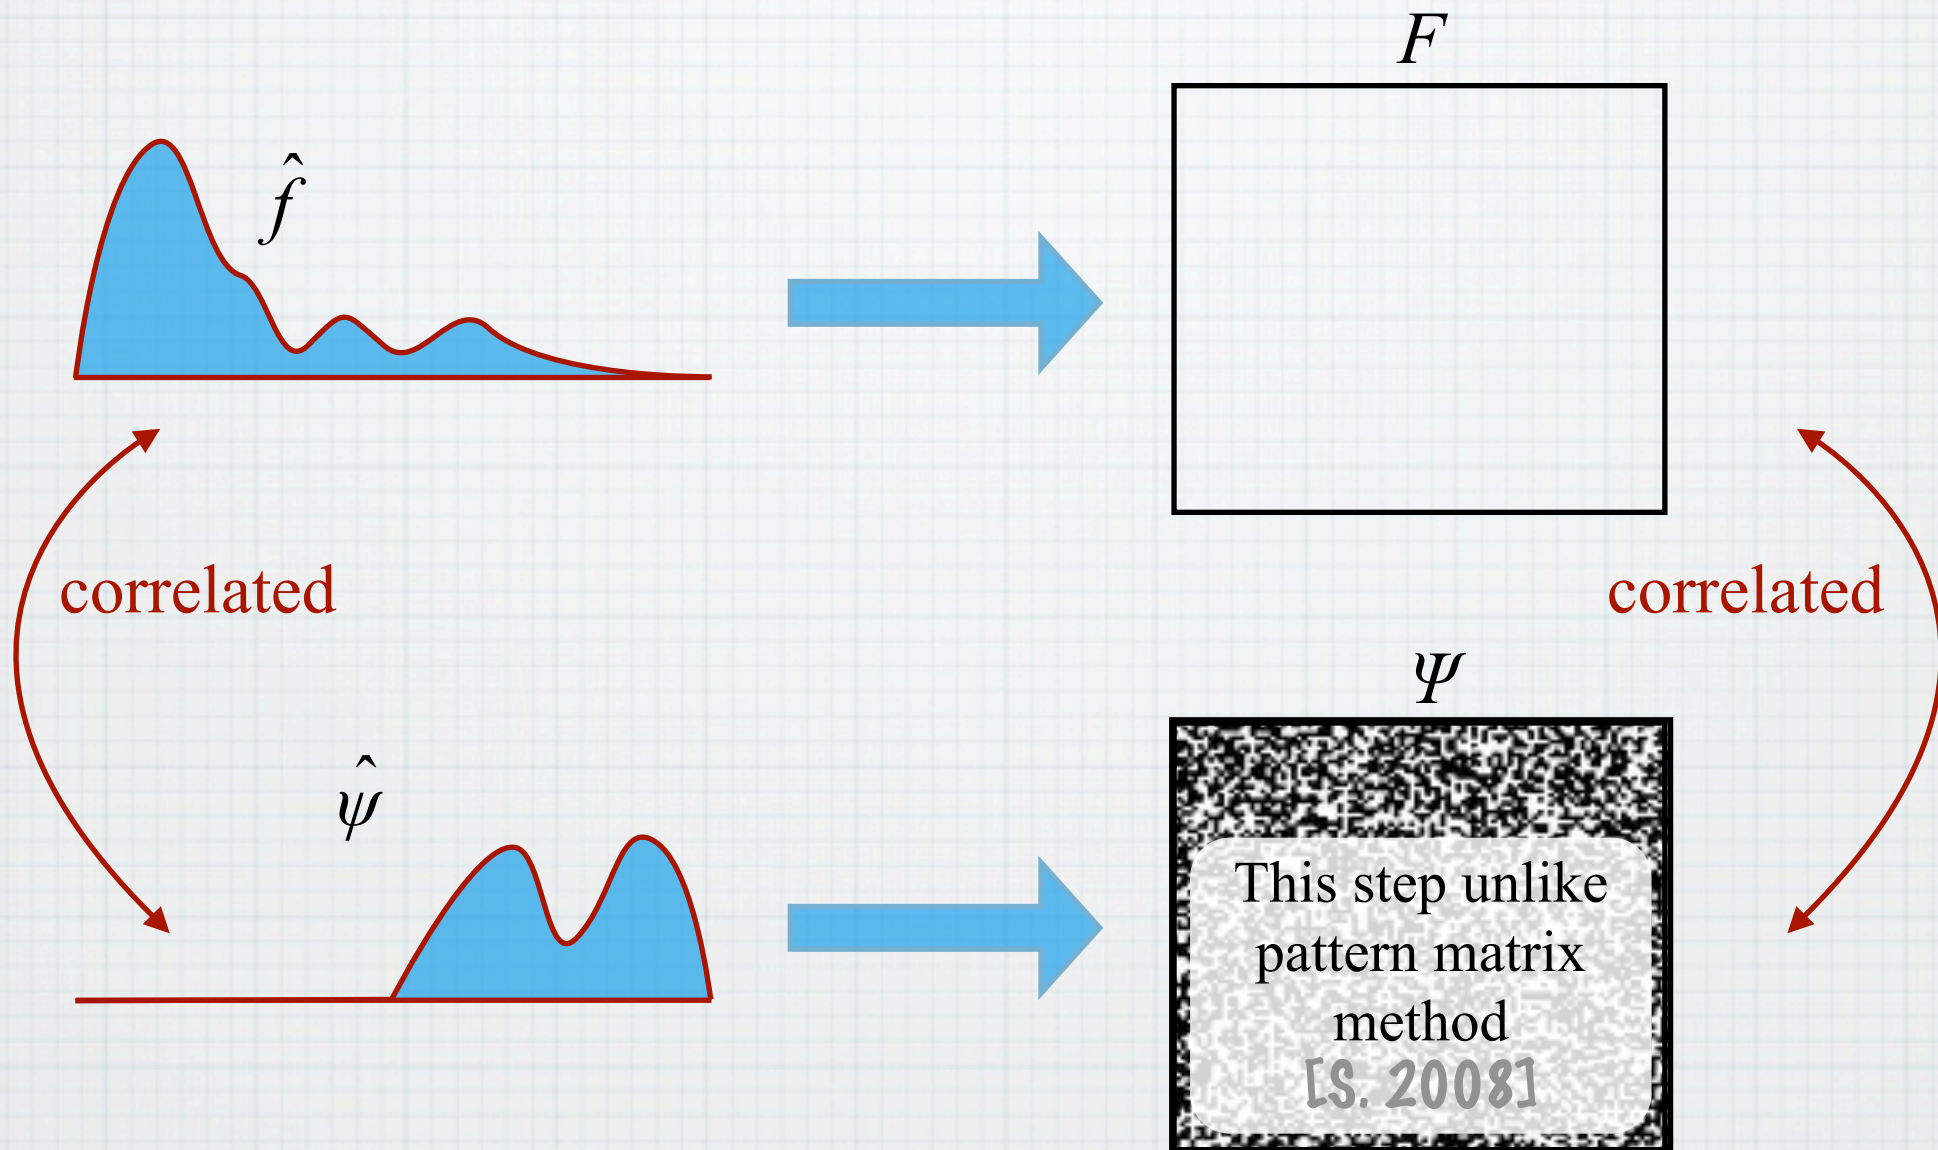 F
f̂
correlated
correlated
Ψ
ψ̂
This step unlike
pattern matrix
method
[S. 2008]